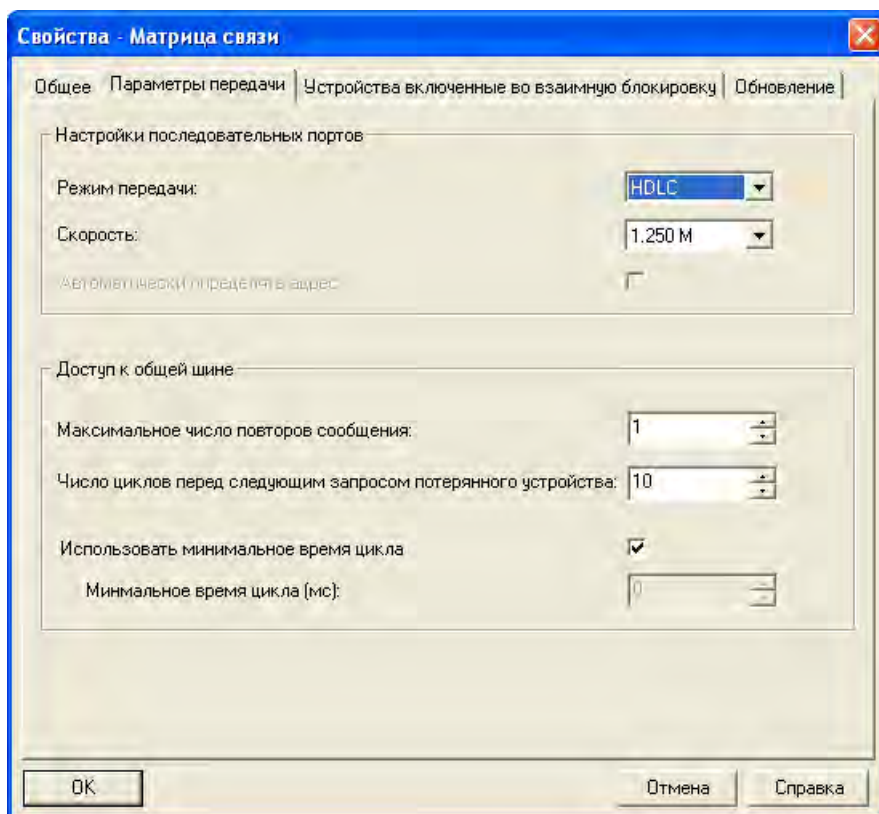 Свойства - Матрица связи
Общее Параметры передачи Устройства включенные во взаимную блокировку Обновление
Настройки последовательных портов
Режим передачи: HDLC
Скорость: 1.250 M
Автоматически определять адрес
Доступ к общей шине
Максимальное число повторов сообщения: 1
Число циклов перед следующим запросом потерянного устройства: 10
Использовать минимальное время цикла
Минмальное время цикла (мс): 0
OK Отмена Справка